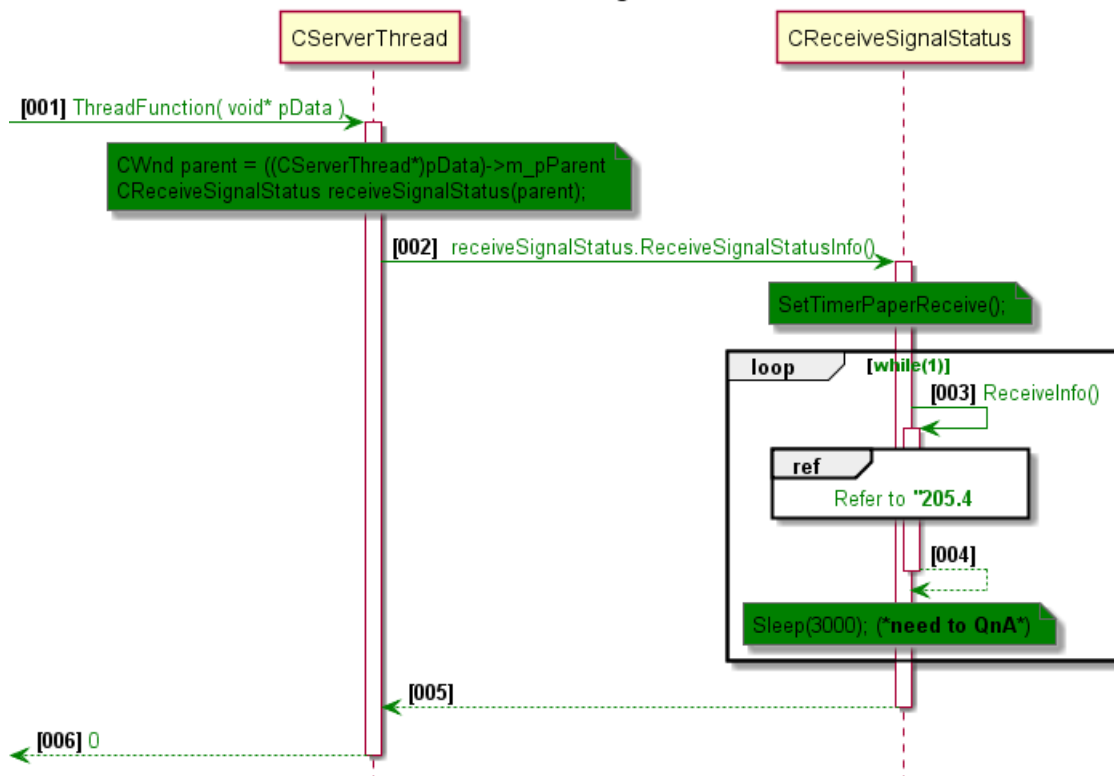 CServerThread
CReceiveSignalStatus
[001] ThreadFunction( void* pData )
CWnd parent = ((CServerThread*)pData)->m_pParent
CReceiveSignalStatus receiveSignalStatus(parent);
[002] receiveSignalStatus.ReceiveSignalStatusInfo()
SetTimerPaperReceive();
loop [while(1)]
[003] ReceiveInfo()
ref
Refer to "205.4
[004]
Sleep(3000); (*need to QnA*)
[005]
[006] 0